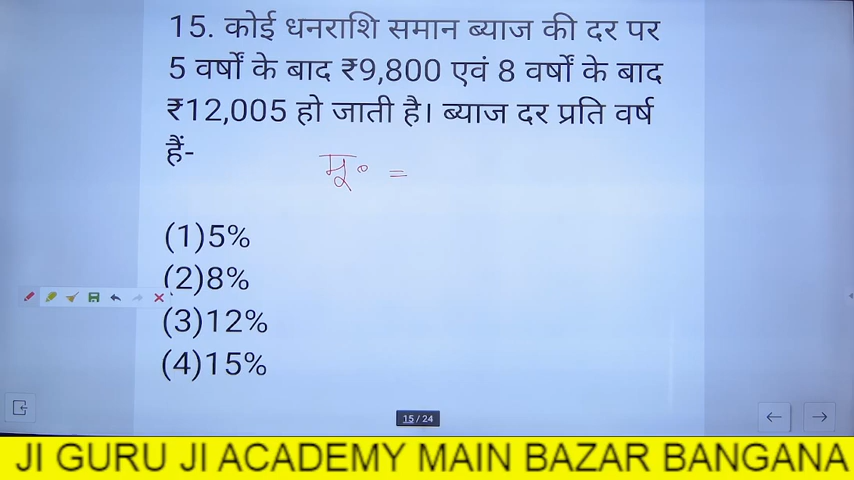 15. कोई धनराशि समान ब्याज की दर पर
5 वर्षों के बाद ₹9,800 एवं 8 वर्षों के बाद
₹12,005 हो जाती है। ब्याज दर प्रति वर्ष
हैं-
मू० =
(1)5%
(2)8%
(3)12%
(4)15%
15 / 24
JI GURU JI ACADEMY MAIN BAZAR BANGANA